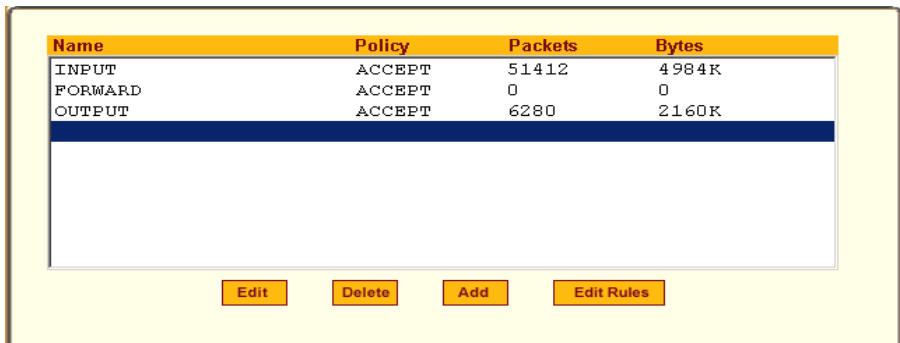 Name Policy Packets Bytes
INPUT ACCEPT 51412 4984K
FORWARD ACCEPT 0 0
OUTPUT ACCEPT 6280 2160K
Edit Delete Add Edit Rules